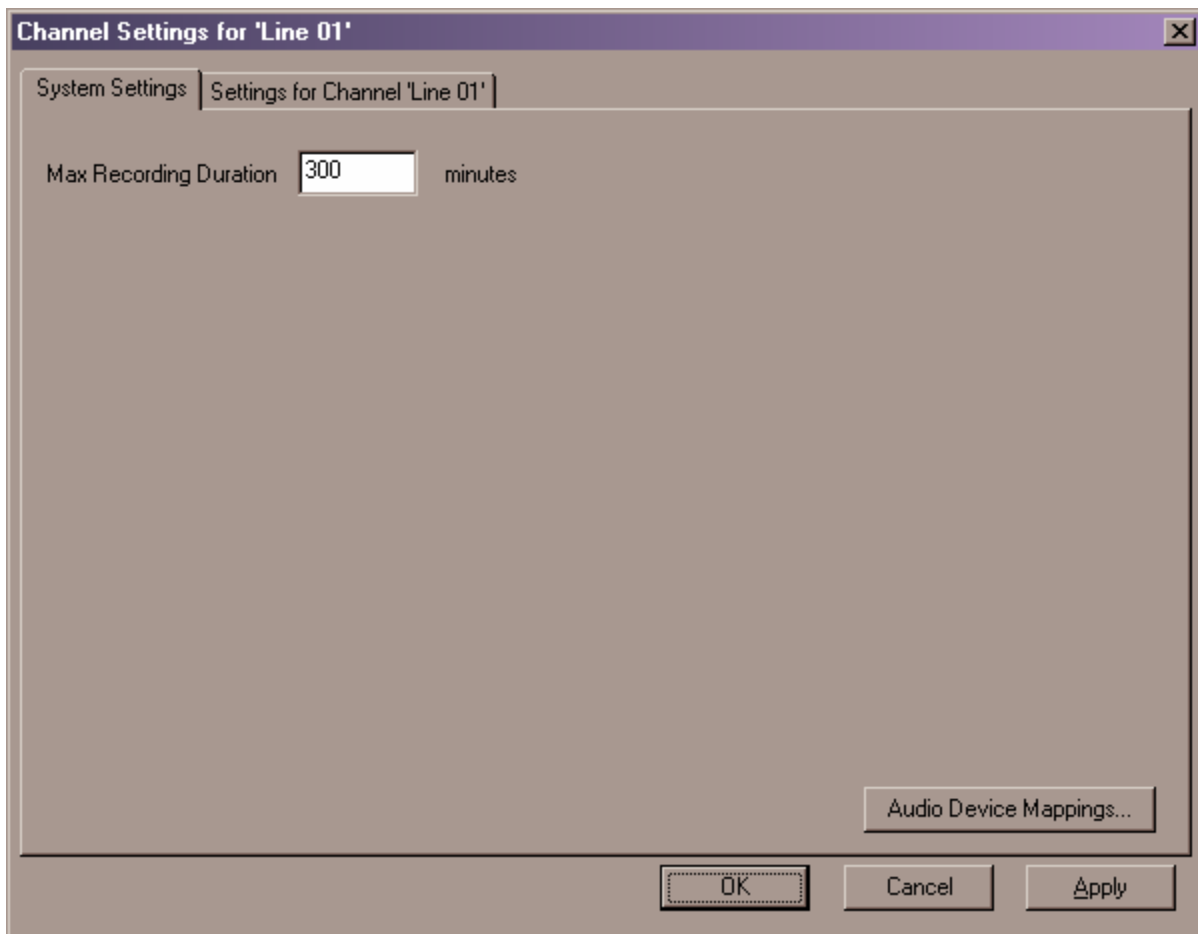 Channel Settings for 'Line 01'
System Settings
Settings for Channel 'Line 01'
Max Recording Duration 300 minutes
Audio Device Mappings...
OK Cancel Apply